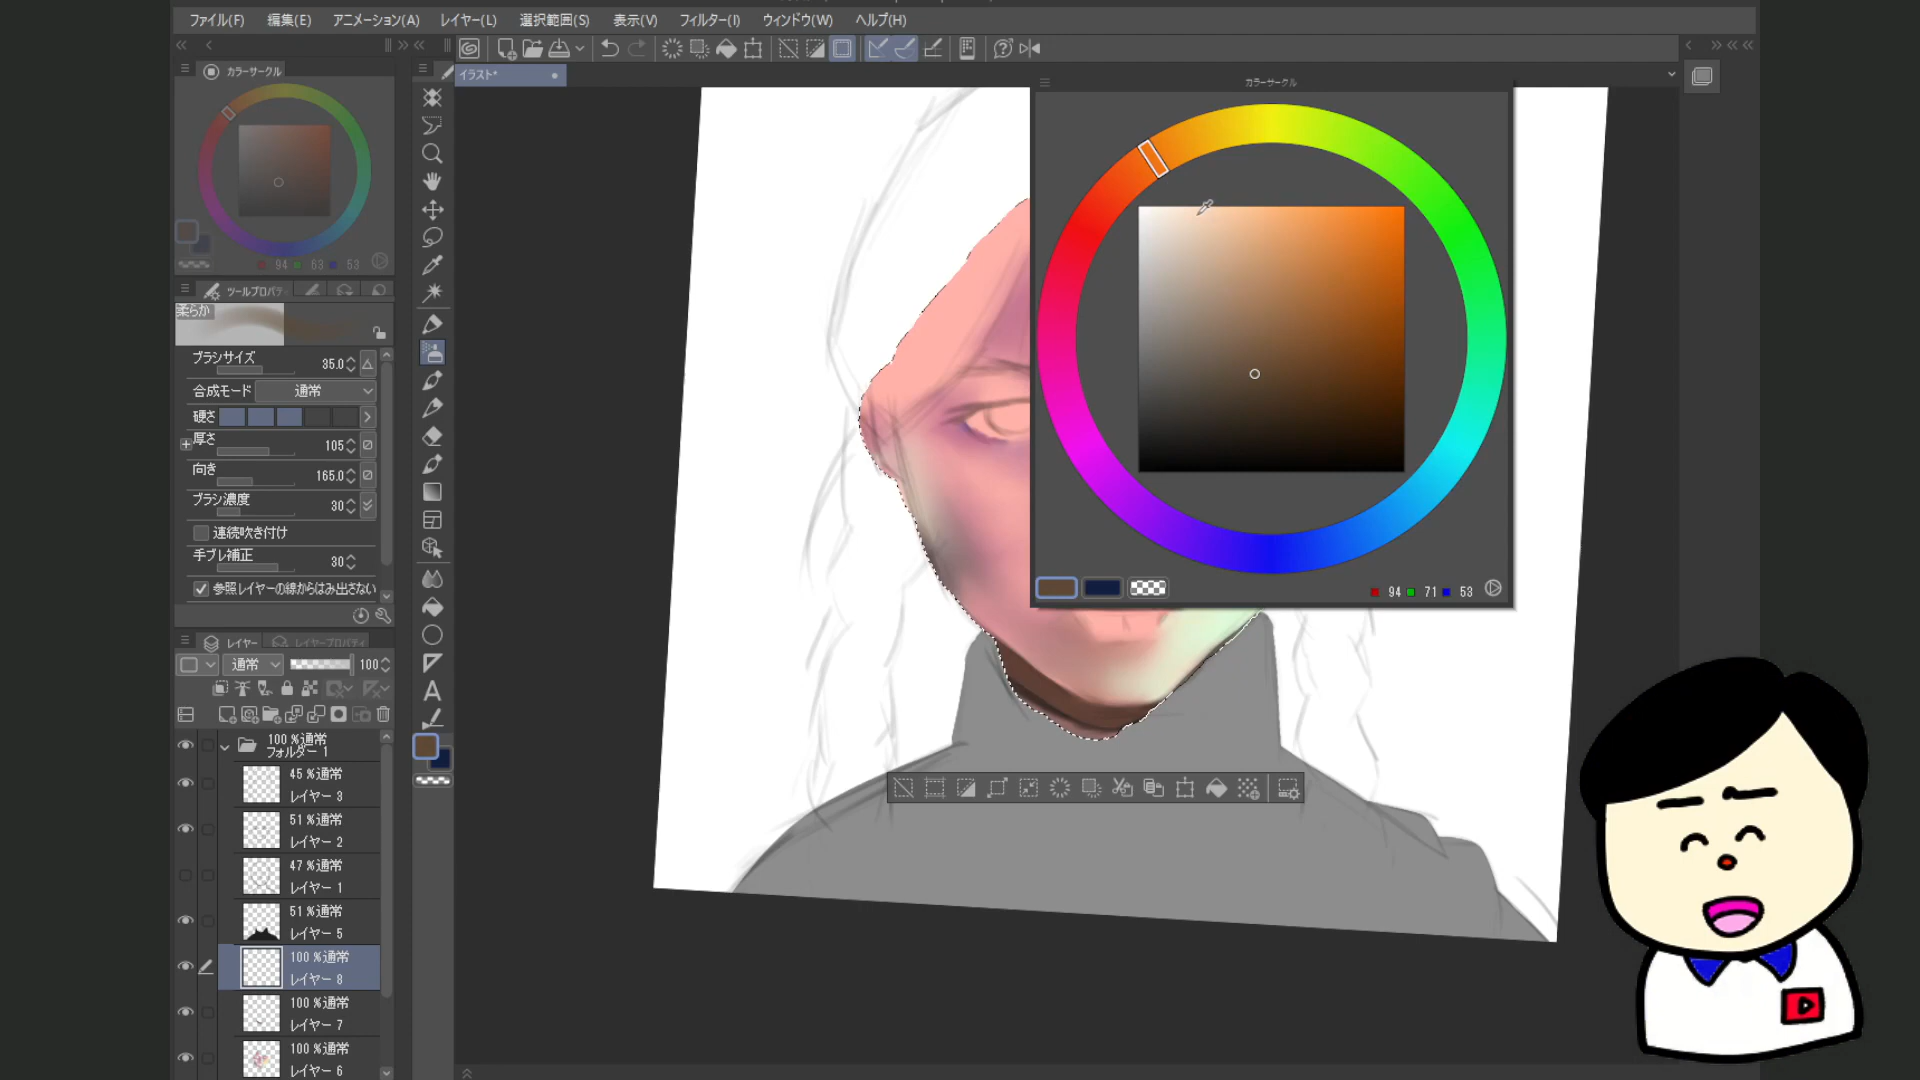 ファイル(F) 編集(E) アニメーション(A) レイヤー(L) 選択範囲(S) 表示(V) フィルター(I) ウィンドウ(W) ヘルプ(H)
カラーサークル
イラスト*
カラーサークル
94 63 53
ツールプロパテ
柔らか
ブラシサイズ 35.0
合成モード 通常
硬さ
厚さ 105
向き 165.0
ブラシ濃度 30
連続吹き付け
手ブレ補正 30
参照レイヤーの線からはみ出さない
レイヤー レイヤープロパティ
通常 100
100 %通常
フォルダー 1
45 %通常
レイヤー 3
51 %通常
レイヤー 2
47 %通常
レイヤー 1
51 %通常
レイヤー 5
100 %通常
レイヤー 8
100 %通常
レイヤー 7
100 %通常
レイヤー 6
94 71 53
A